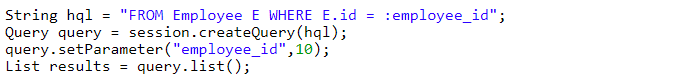 String hql = "FROM Employee E WHERE E.id = :employee_id";
Query query = session.createQuery(hql);
query.setParameter("employee_id",10);
List results = query.list();